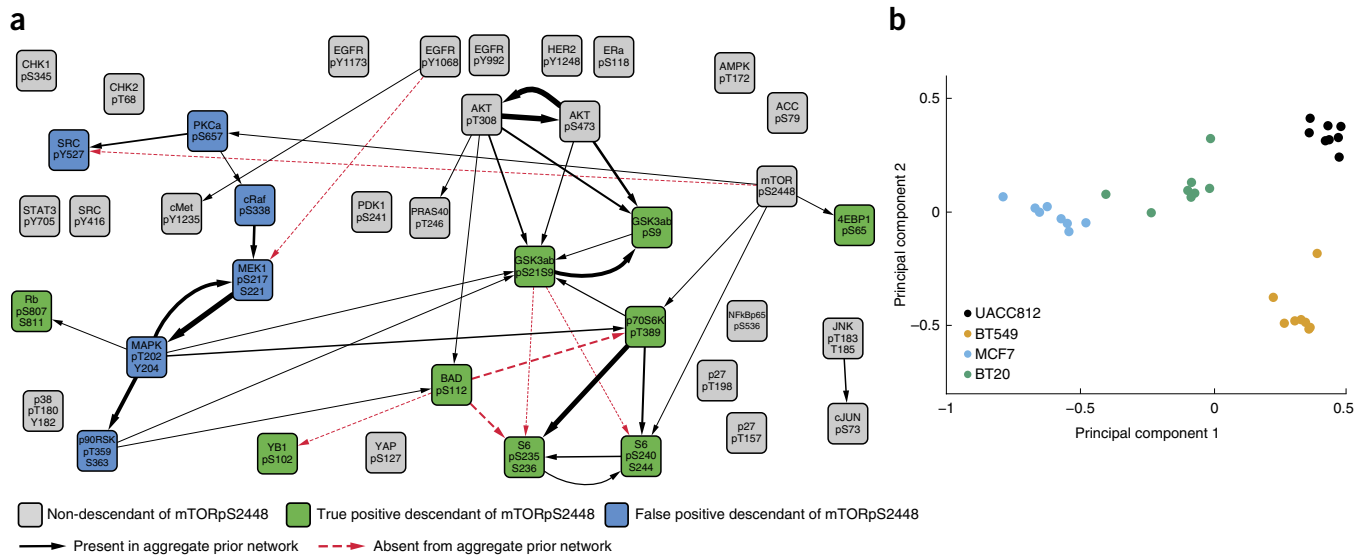 a
b
CHK1
pS345
CHK2
pT68
EGFR
pY1173
EGFR
pY1068
EGFR
pY992
HER2
pY1248
ERa
pS118
AMPK
pT172
ACC
pS79
SRC
pY527
PKCa
pS657
AKT
pT308
AKT
pS473
mTOR
pS2448
STAT3
pY705
SRC
pY416
cMet
pY1235
cRaf
pS338
PDK1
pS241
PRAS40
pT246
GSK3ab
pS9
4EBP1
pS65
MEK1
pS217
S221
GSK3ab
pS21S9
Rb
pS807
S811
MAPK
pT202
Y204
p70S6K
pT389
NFkBp65
pS536
JNK
pT183
T185
BAD
pS112
p27
pT198
p38
pT180
Y182
p90RSK
pT359
S363
YB1
pS102
YAP
pS127
S6
pS235
S236
S6
pS240
S244
p27
pT157
cJUN
pS73
Non-descendant of mTORpS2448
True positive descendant of mTORpS2448
False positive descendant of mTORpS2448
Present in aggregate prior network
Absent from aggregate prior network
Principal component 2
0.5
0
−0.5
UACC812
BT549
MCF7
BT20
−1
−0.5
0
0.5
Principal component 1